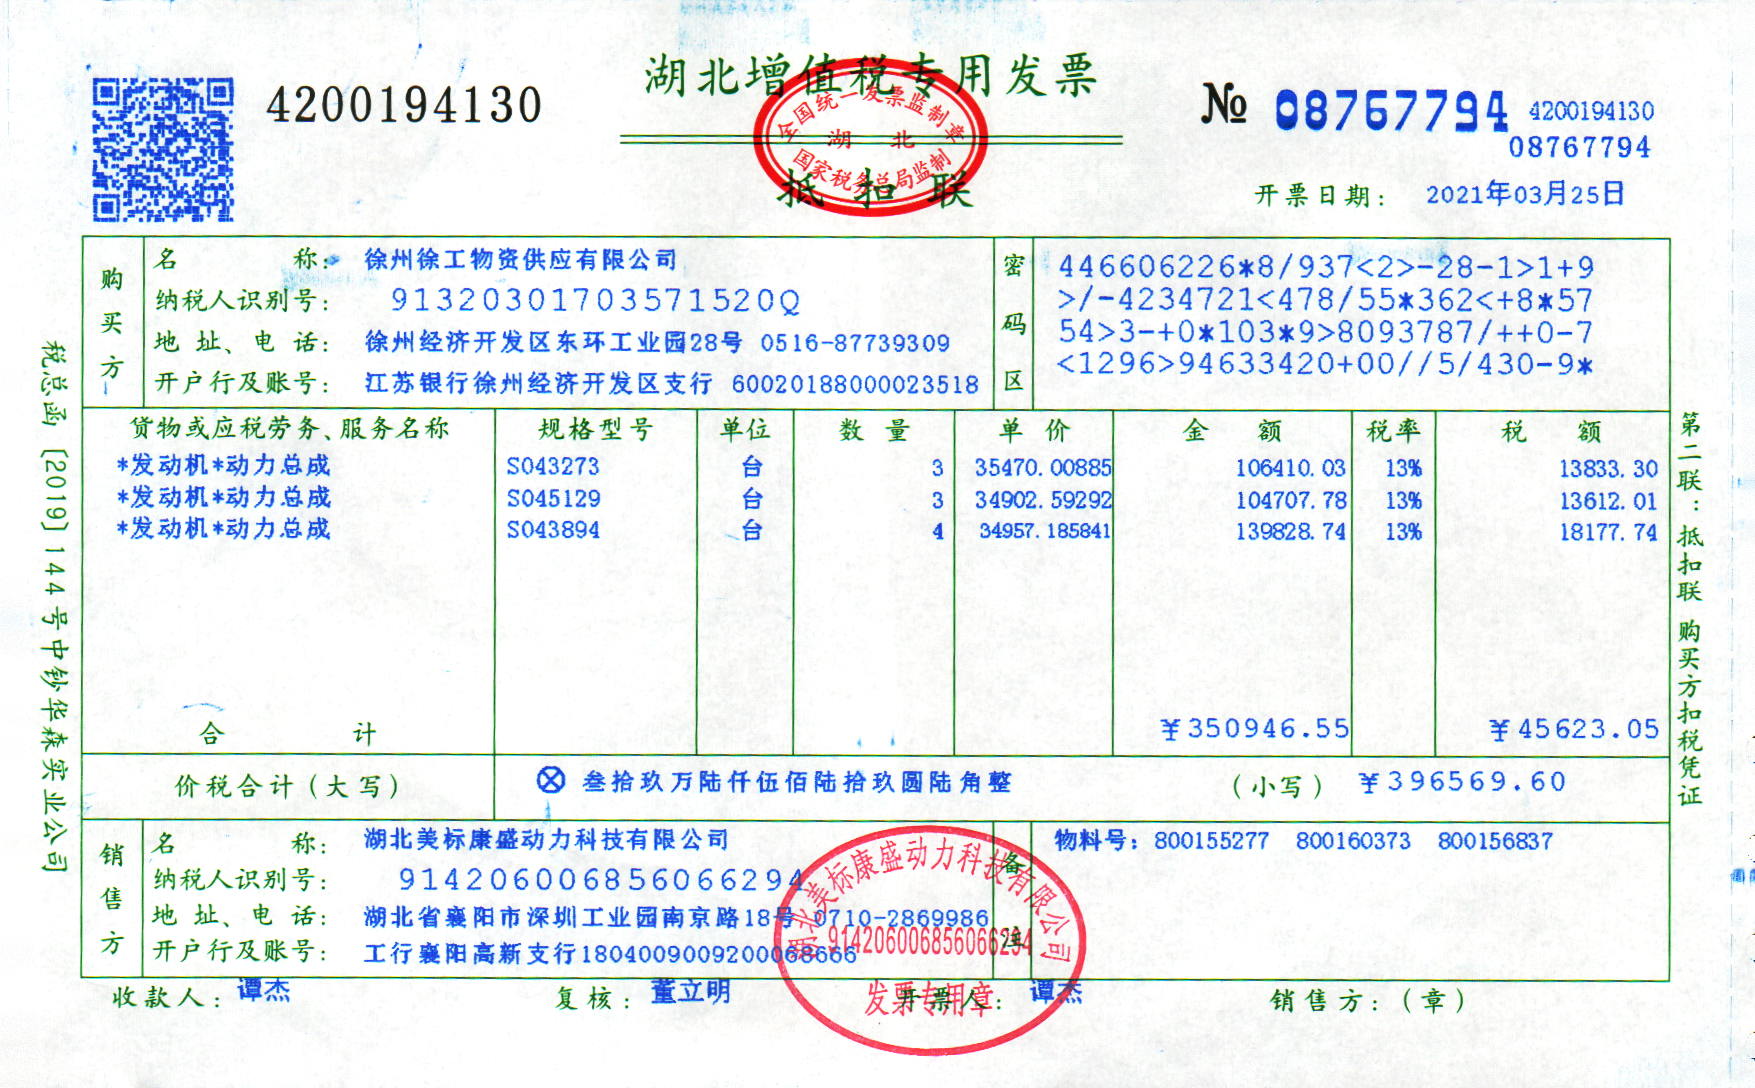 湖北增值税专用发票
4200194130
№ 08767794 4200194130
08767794
全国统一发票监制章
湖 北
国家税务总局监制
抵扣联
开票日期: 2021年03月25日
购买方
名 称: 徐州徐工物资供应有限公司
纳税人识别号: 91320301703571520Q
地 址、电 话: 徐州经济开发区东环工业园28号 0516-87739309
开户行及账号: 江苏银行徐州经济开发区支行 60020188000023518
密码区
446606226*8/937<2>-28-1>1+9
>/-4234721<478/55*362<+8*57
54>3-+0*103*9>8093787/++0-7
<1296>94633420+00//5/430-9*
货物或应税劳务、服务名称 规格型号 单位 数 量 单 价 金 额 税率 税 额
*发动机*动力总成 S043273 台 3 35470.00885 106410.03 13% 13833.30
*发动机*动力总成 S045129 台 3 34902.59292 104707.78 13% 13612.01
*发动机*动力总成 S043894 台 4 34957.185841 139828.74 13% 18177.74
合 计 ¥350946.55 ¥45623.05
价税合计(大写) ⊗ 叁拾玖万陆仟伍佰陆拾玖圆陆角整 (小写) ¥396569.60
销售方
名 称: 湖北美标康盛动力科技有限公司
纳税人识别号: 914206006856066294
地 址、电 话: 湖北省襄阳市深圳工业园南京路18号 0710-2869986
开户行及账号: 工行襄阳高新支行1804009009200068666
备注
物料号: 800155277 800160373 800156837
湖北美标康盛动力科技有限公司
914206006856066294
发票专用章
收款人: 谭杰 复核: 董立明 开票人: 谭杰 销售方:(章)
税总函[2019]144号中钞华森实业公司
第二联:抵扣联 购买方扣税凭证